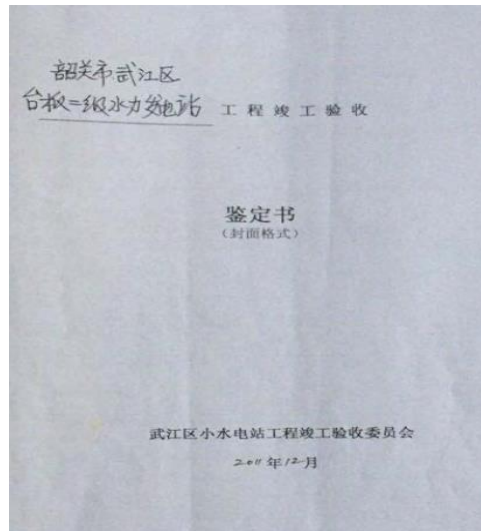 韶关市武江区
台板二级水力发电站 工程竣工验收
鉴定书
（封面格式）
武江区小水电站工程竣工验收委员会
2011年12月